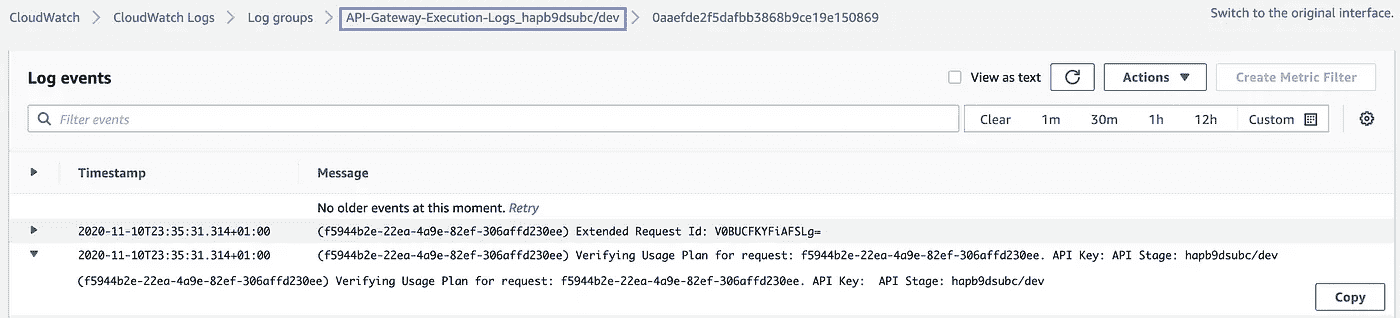 CloudWatch > CloudWatch Logs > Log groups > API-Gateway-Execution-Logs_hapb9dsubc/dev > 0aaefde2f5dafbb3868b9ce19e150869
Switch to the original interface.
Log events
View as text
Actions
Create Metric Filter
Filter events
Clear 1m 30m 1h 12h Custom
Timestamp Message
No older events at this moment. Retry
2020-11-10T23:35:31.314+01:00 (f5944b2e-22ea-4a9e-82ef-306affd230ee) Extended Request Id: V0BUCFKYFiAFSLg=
2020-11-10T23:35:31.314+01:00 (f5944b2e-22ea-4a9e-82ef-306affd230ee) Verifying Usage Plan for request: f5944b2e-22ea-4a9e-82ef-306affd230ee. API Key: API Stage: hapb9dsubc/dev
(f5944b2e-22ea-4a9e-82ef-306affd230ee) Verifying Usage Plan for request: f5944b2e-22ea-4a9e-82ef-306affd230ee. API Key:  API Stage: hapb9dsubc/dev
Copy